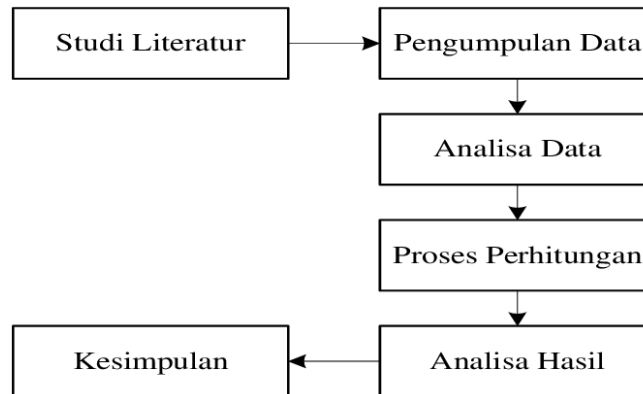 Studi Literatur
Pengumpulan Data
Analisa Data
Proses Perhitungan
Analisa Hasil
Kesimpulan